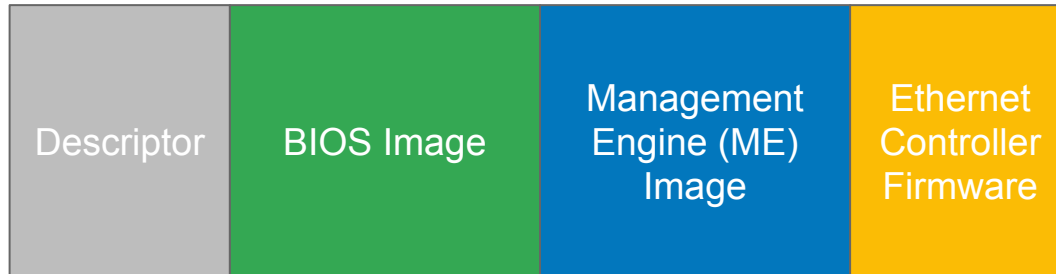 Descriptor
BIOS Image
Management
Engine (ME)
Image
Ethernet
Controller
Firmware